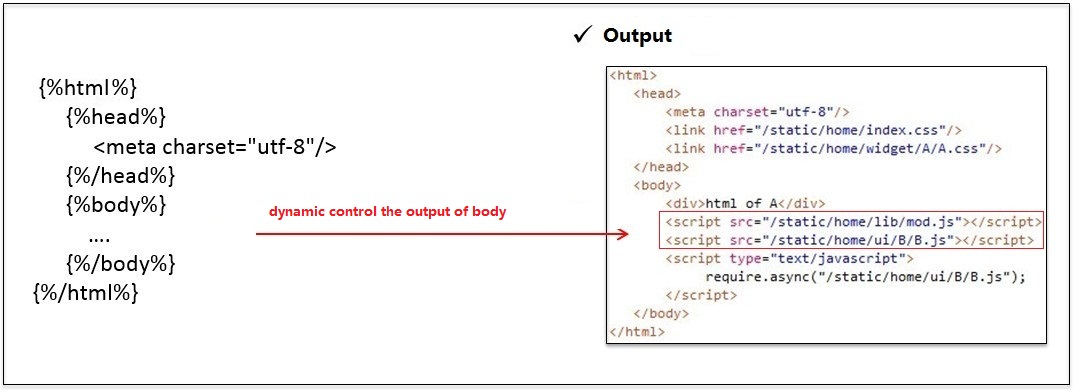 ✓ Output
{%html%}
{%head%}
<meta charset="utf-8"/>
{%/head%}
{%body%}
....
{%/body%}
{%/html%}
dynamic control the output of body
<html>
<head>
<meta charset="utf-8"/>
<link href="/static/home/index.css"/>
<link href="/static/home/widget/A/A.css"/>
</head>
<body>
<div>html of A</div>
<script src="/static/home/lib/mod.js"></script>
<script src="/static/home/ui/B/B.js"></script>
<script type="text/javascript">
require.async("/static/home/ui/B/B.js");
</script>
</body>
</html>